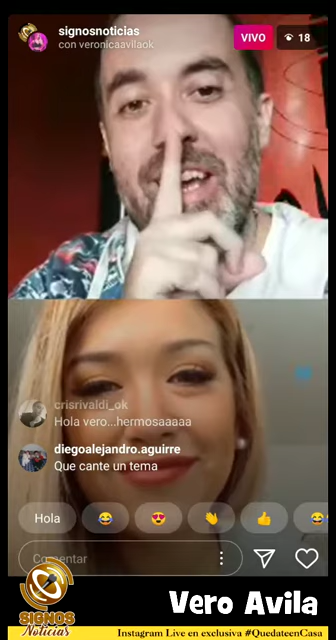 signosnoticias
con veronicaavilaok
VIVO
18
crisrivaldi_ok
Hola vero...hermosaaaaa
diegoalejandro.aguirre
Que cante un tema
Hola
Comentar
SIGNOS
Noticias
Vero Avila
Instagram Live en exclusiva #QuedateenCasa